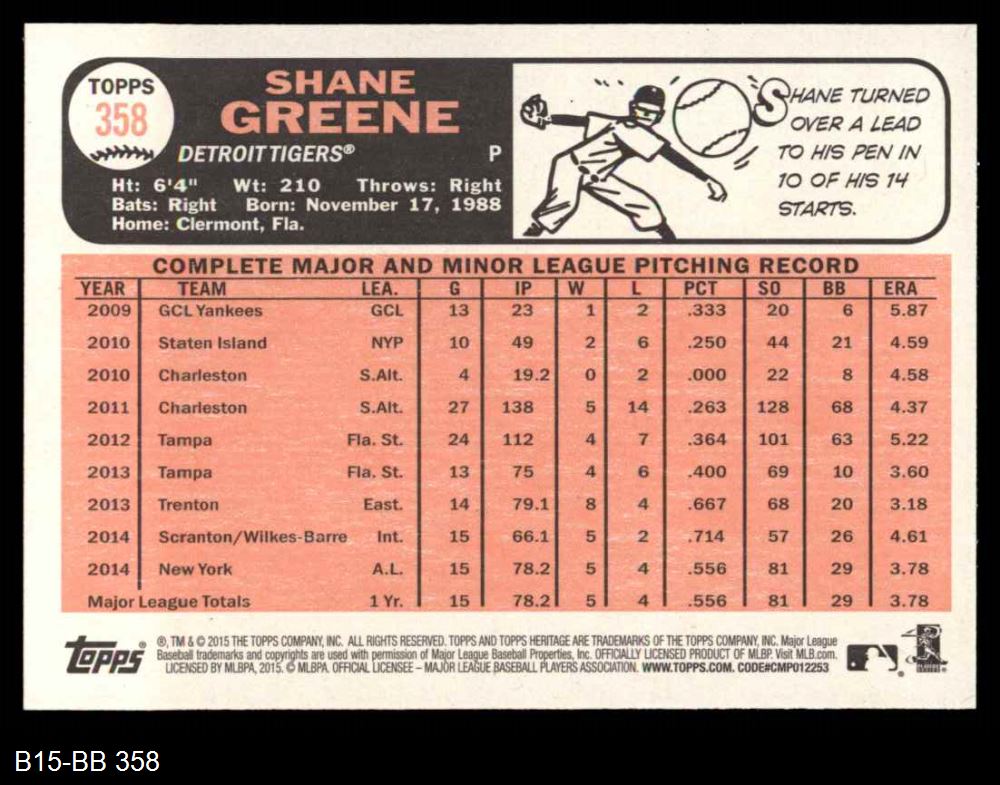 TOPPS
358
SHANE
GREENE
DETROIT TIGERS® P
Ht: 6'4" Wt: 210 Throws: Right
Bats: Right Born: November 17, 1988
Home: Clermont, Fla.
SHANE TURNED
OVER A LEAD
TO HIS PEN IN
10 OF HIS 14
STARTS.
COMPLETE MAJOR AND MINOR LEAGUE PITCHING RECORD
YEAR TEAM LEA. G IP W L PCT SO BB ERA
2009 GCL Yankees GCL 13 23 1 2 .333 20 6 5.87
2010 Staten Island NYP 10 49 2 6 .250 44 21 4.59
2010 Charleston S.Alt. 4 19.2 0 2 .000 22 8 4.58
2011 Charleston S.Alt. 27 138 5 14 .263 128 68 4.37
2012 Tampa Fla. St. 24 112 4 7 .364 101 63 5.22
2013 Tampa Fla. St. 13 75 4 6 .400 69 10 3.60
2013 Trenton East. 14 79.1 8 4 .667 68 20 3.18
2014 Scranton/Wilkes-Barre Int. 15 66.1 5 2 .714 57 26 4.61
2014 New York A.L. 15 78.2 5 4 .556 81 29 3.78
Major League Totals 1 Yr. 15 78.2 5 4 .556 81 29 3.78
Topps®
®, TM & © 2015 THE TOPPS COMPANY, INC. ALL RIGHTS RESERVED. TOPPS AND TOPPS HERITAGE ARE TRADEMARKS OF THE TOPPS COMPANY, INC. Major League
Baseball trademarks and copyrights are used with permission of Major League Baseball Properties, Inc. OFFICIALLY LICENSED PRODUCT OF MLBP. Visit MLB.com.
LICENSED BY MLBPA, 2015. © MLBPA. OFFICIAL LICENSEE – MAJOR LEAGUE BASEBALL PLAYERS ASSOCIATION. WWW.TOPPS.COM. CODE#CMP012253
B15-BB 358